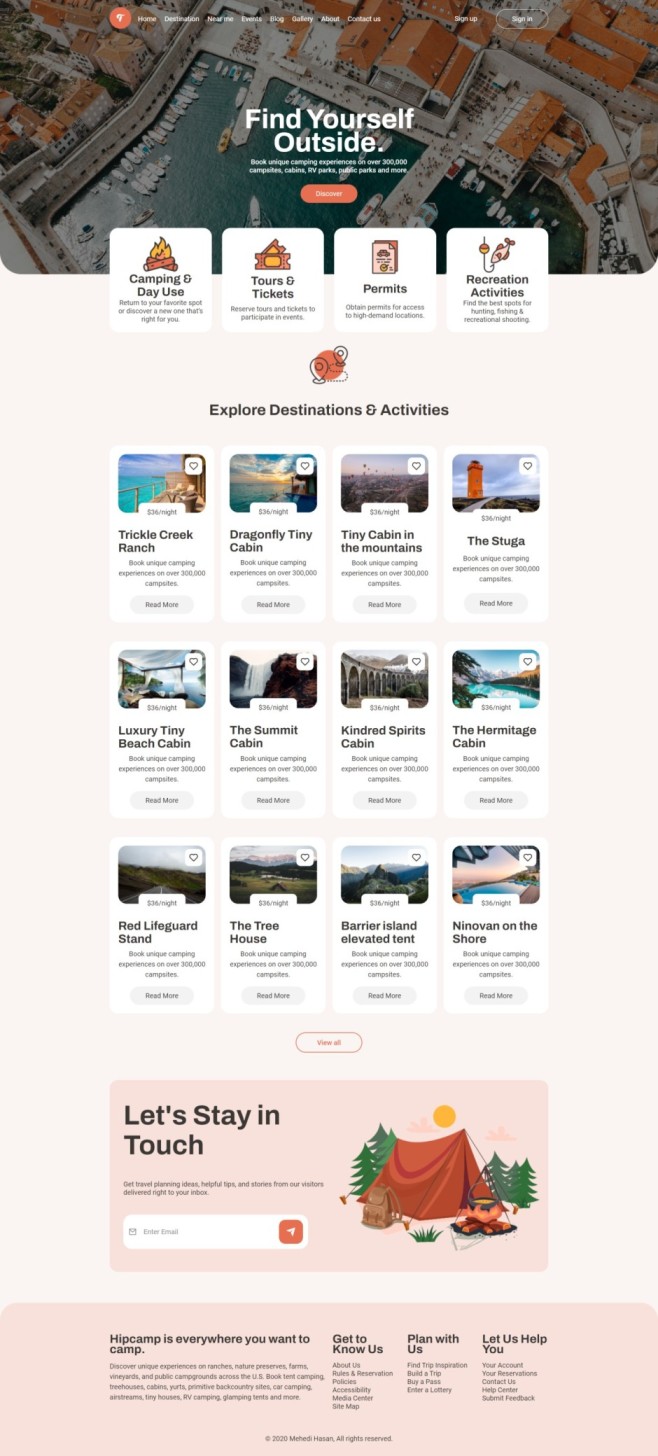 Home Destination Near me Events Blog Gallery About Contact us Sign up Sign in
Find Yourself
Outside.
Book unique camping experiences on over 300,000
campsites, cabins, RV parks, public parks and more.
Discover
Camping &
Day Use
Return to your favorite spot
or discover a new one that's
right for you.
Tours &
Tickets
Reserve tours and tickets to
participate in events.
Permits
Obtain permits for access
to high-demand locations.
Recreation
Activities
Find the best spots for
hunting, fishing &
recreational shooting.
Explore Destinations & Activities
$36/night
Trickle Creek
Ranch
Book unique camping
experiences on over 300,000
campsites.
Read More
$36/night
Dragonfly Tiny
Cabin
Book unique camping
experiences on over 300,000
campsites.
Read More
$36/night
Tiny Cabin in
the mountains
Book unique camping
experiences on over 300,000
campsites.
Read More
$36/night
The Stuga
Book unique camping
experiences on over 300,000
campsites.
Read More
$36/night
Luxury Tiny
Beach Cabin
Book unique camping
experiences on over 300,000
campsites.
Read More
$36/night
The Summit
Cabin
Book unique camping
experiences on over 300,000
campsites.
Read More
$36/night
Kindred Spirits
Cabin
Book unique camping
experiences on over 300,000
campsites.
Read More
$36/night
The Hermitage
Cabin
Book unique camping
experiences on over 300,000
campsites.
Read More
$36/night
Red Lifeguard
Stand
Book unique camping
experiences on over 300,000
campsites.
Read More
$36/night
The Tree
House
Book unique camping
experiences on over 300,000
campsites.
Read More
$36/night
Barrier island
elevated tent
Book unique camping
experiences on over 300,000
campsites.
Read More
$36/night
Ninovan on the
Shore
Book unique camping
experiences on over 300,000
campsites.
Read More
View all
Let's Stay in
Touch
Get travel planning ideas, helpful tips, and stories from our visitors
delivered right to your inbox.
Enter Email
Hipcamp is everywhere you want to
camp.
Discover unique experiences on ranches, nature preserves, farms,
vineyards, and public campgrounds across the U.S. Book tent camping,
treehouses, cabins, yurts, primitive backcountry sites, car camping,
airstreams, tiny houses, RV camping, glamping tents and more.
Get to
Know Us
About Us
Rules & Reservation
Policies
Accessibility
Media Center
Site Map
Plan with
Us
Find Trip Inspiration
Build a Trip
Buy a Pass
Enter a Lottery
Let Us Help
You
Your Account
Your Reservations
Contact Us
Help Center
Submit Feedback
© 2020 Mehedi Hasan, All rights reserved.